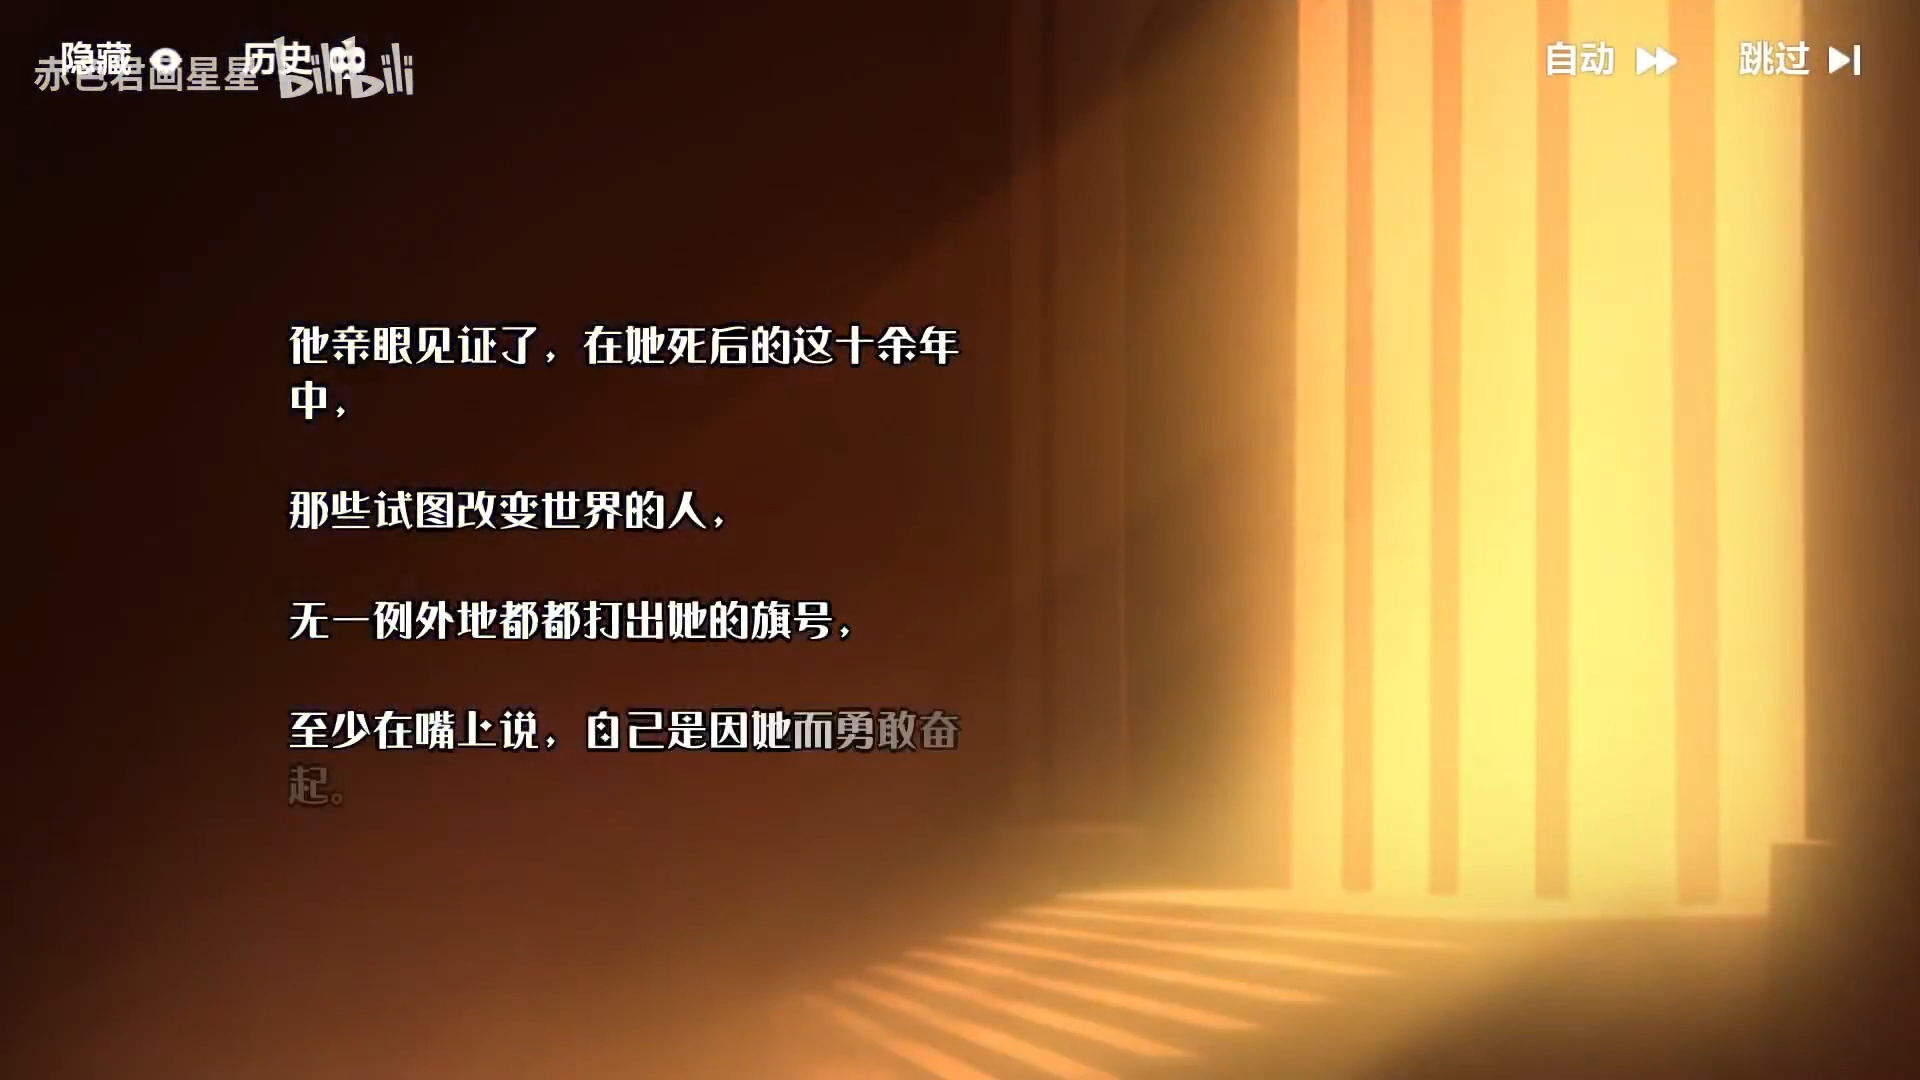 隐藏 历史 自动 跳过
赤色君画星星 bilibili
他亲眼见证了，在她死后的这十余年
中，
那些试图改变世界的人，
无一例外地都都打出她的旗号，
至少在嘴上说，自己是因她而勇敢奋
起。